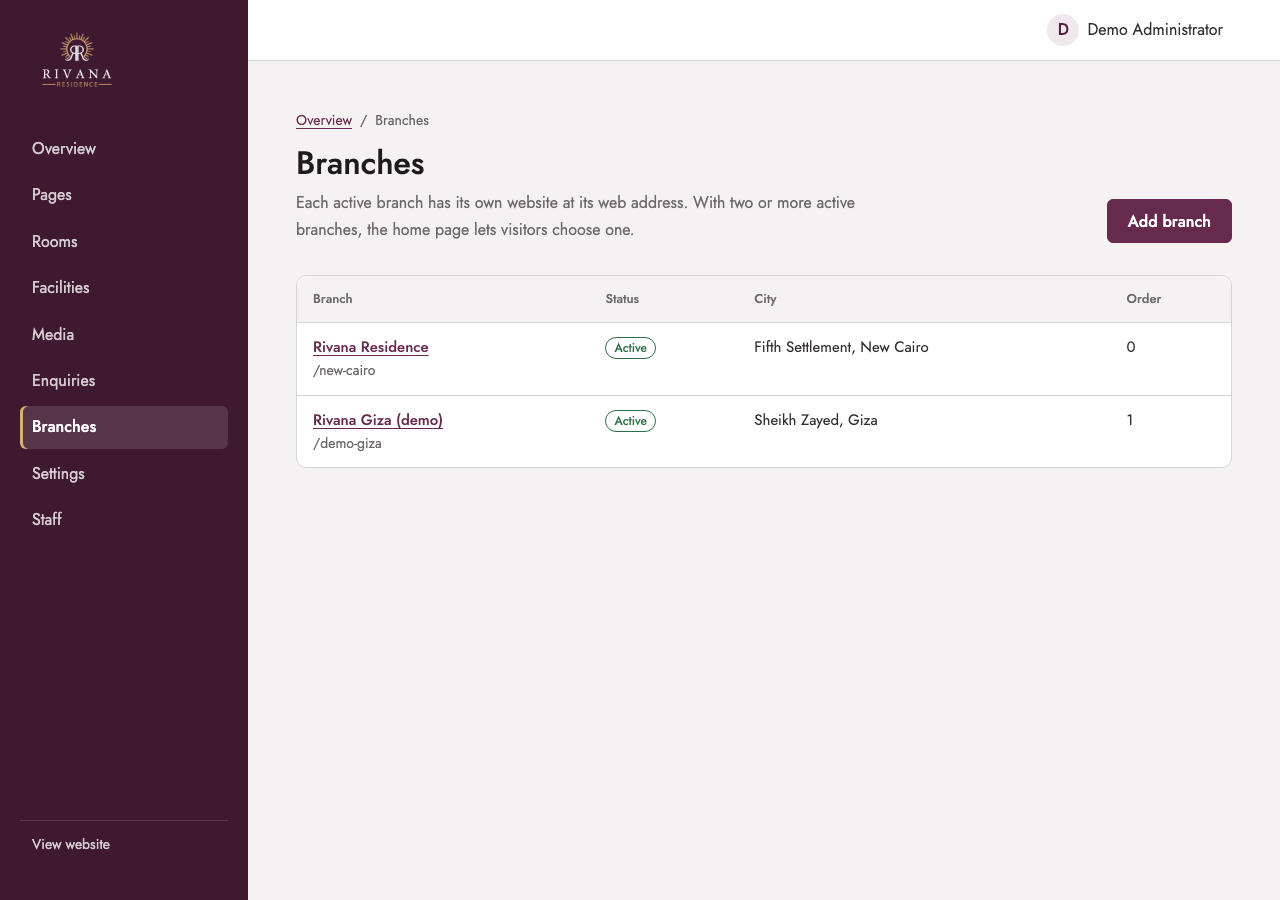 RIVANA
RESIDENCE
D Demo Administrator
Overview
Pages
Rooms
Facilities
Media
Enquiries
Branches
Settings
Staff
View website
Overview / Branches
Branches
Each active branch has its own website at its web address. With two or more active
branches, the home page lets visitors choose one.
Add branch
Branch Status City Order
Rivana Residence Active Fifth Settlement, New Cairo 0
/new-cairo
Rivana Giza (demo) Active Sheikh Zayed, Giza 1
/demo-giza